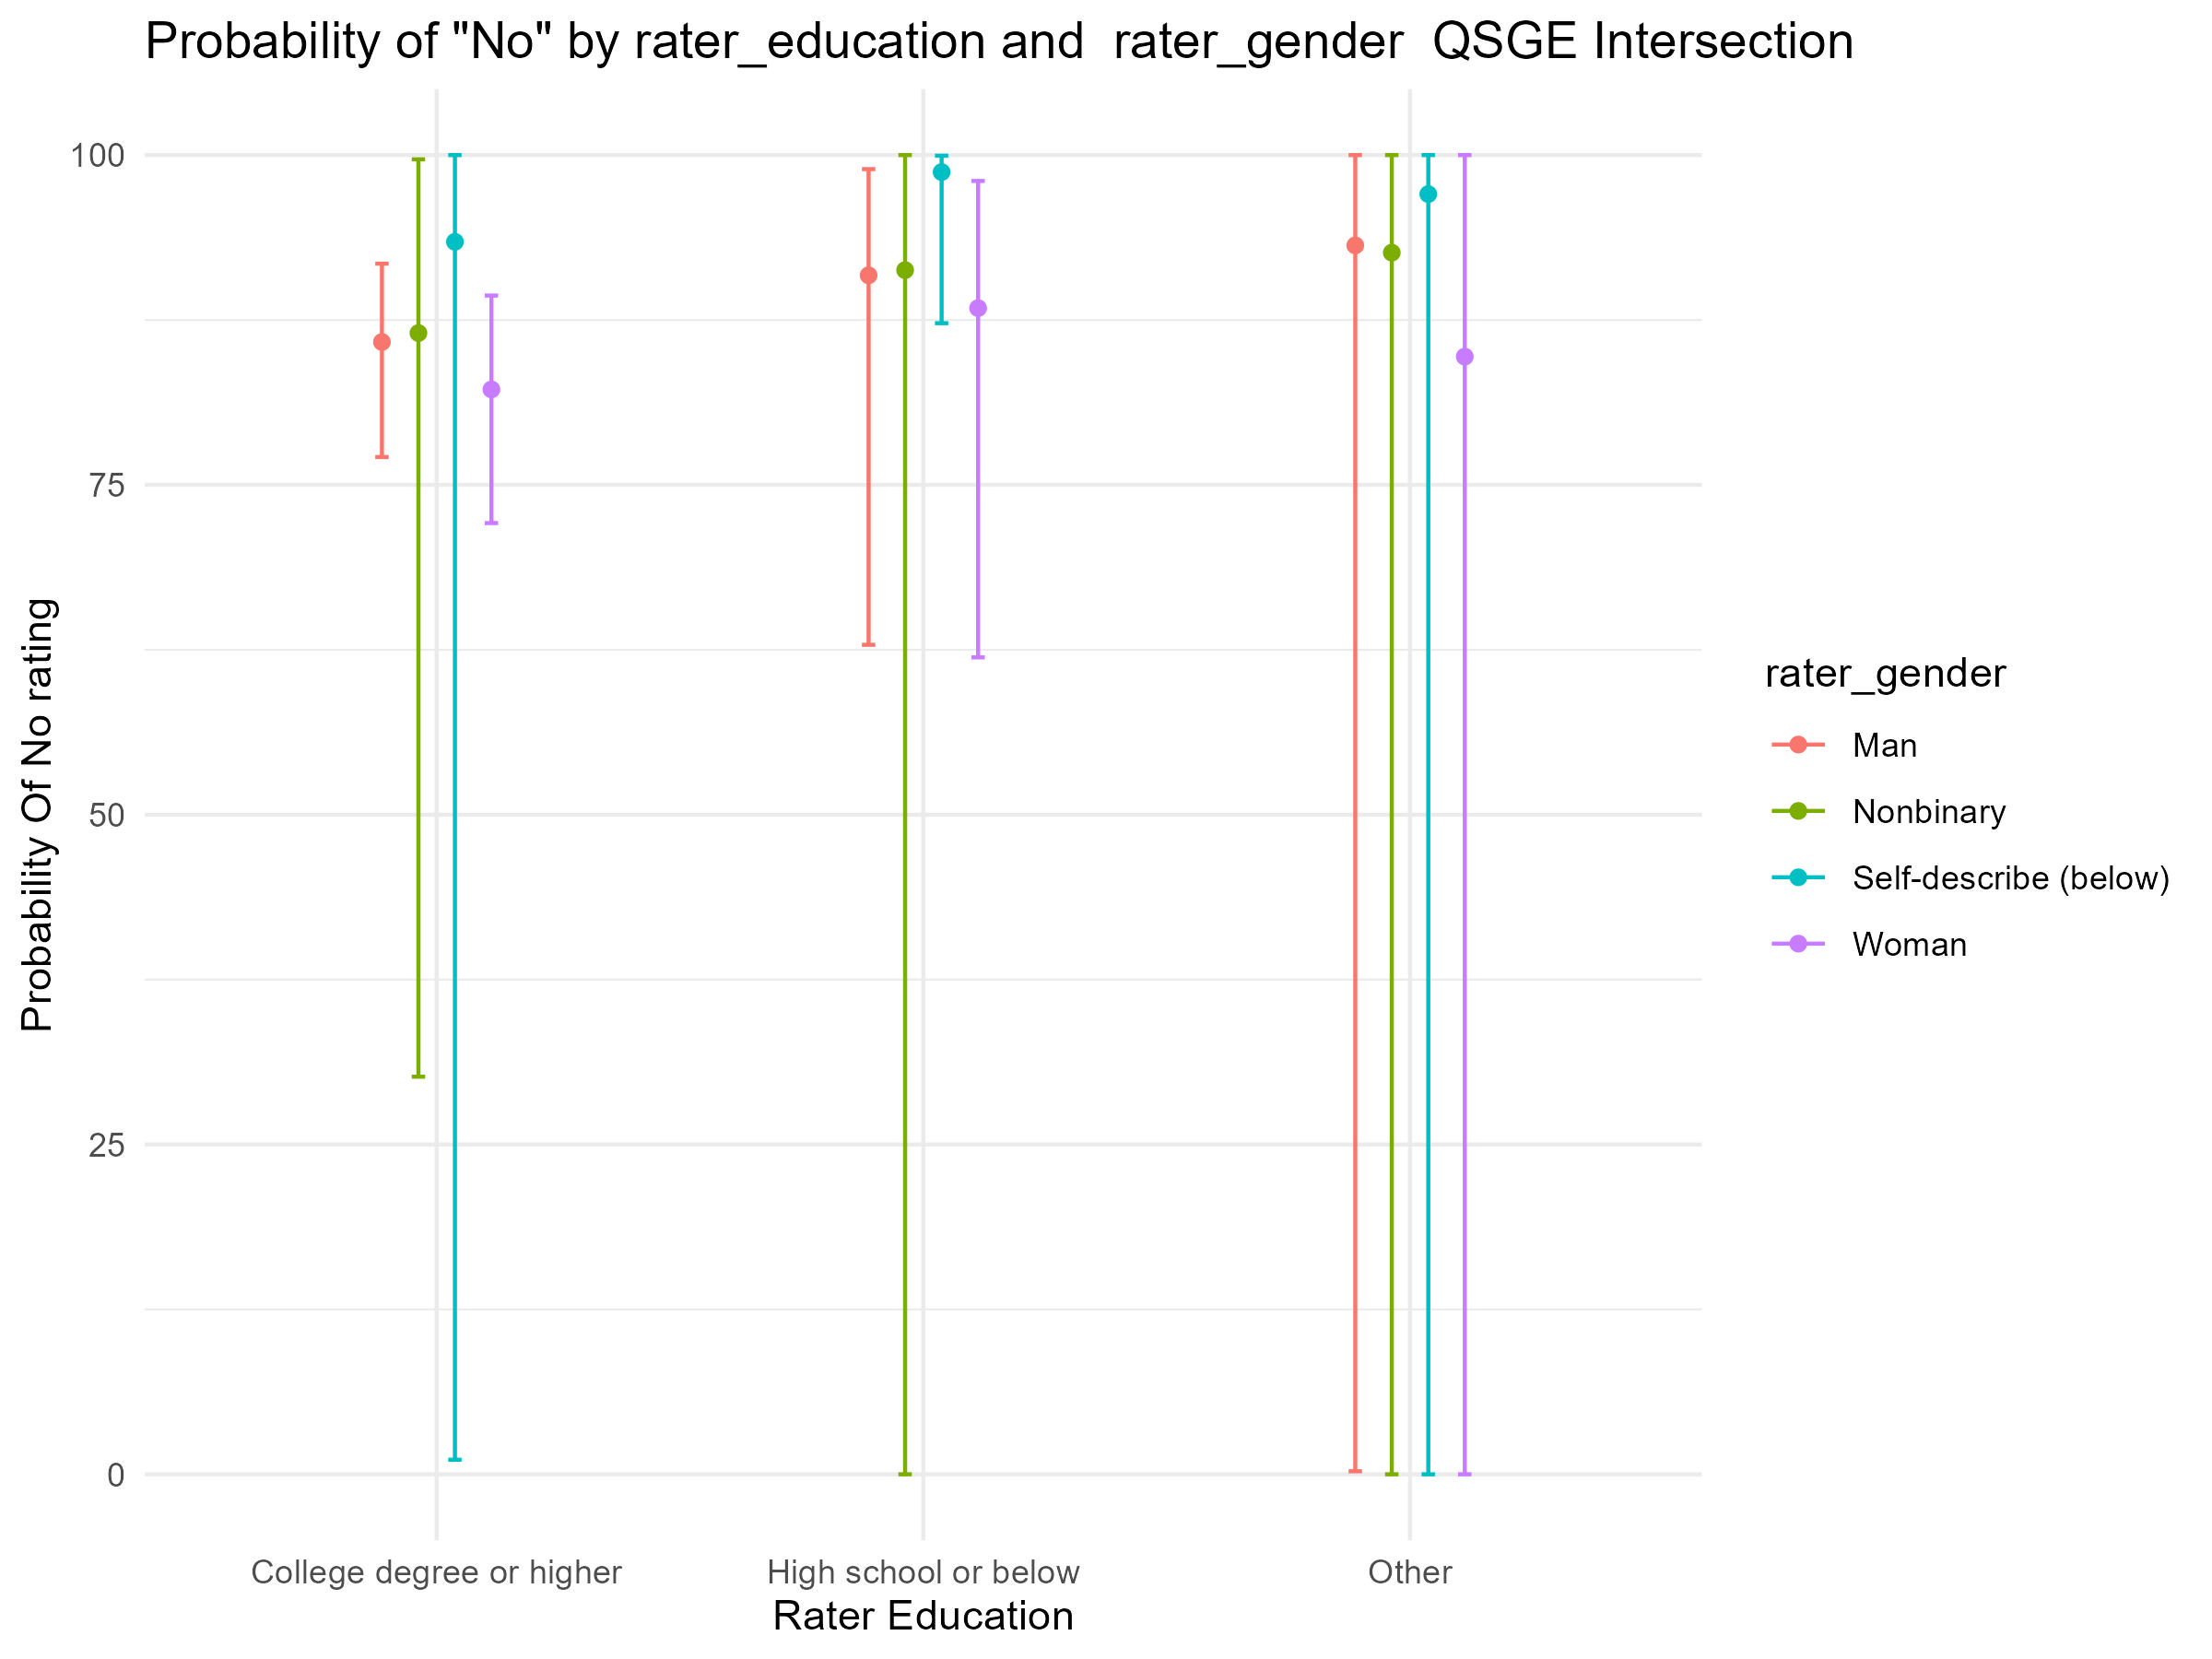 Probability of "No" by rater_education and  rater_gender  QSGE Intersection
100
75
50
25
0
Probability Of No rating
College degree or higher
High school or below
Other
Rater Education
rater_gender
Man
Nonbinary
Self-describe (below)
Woman